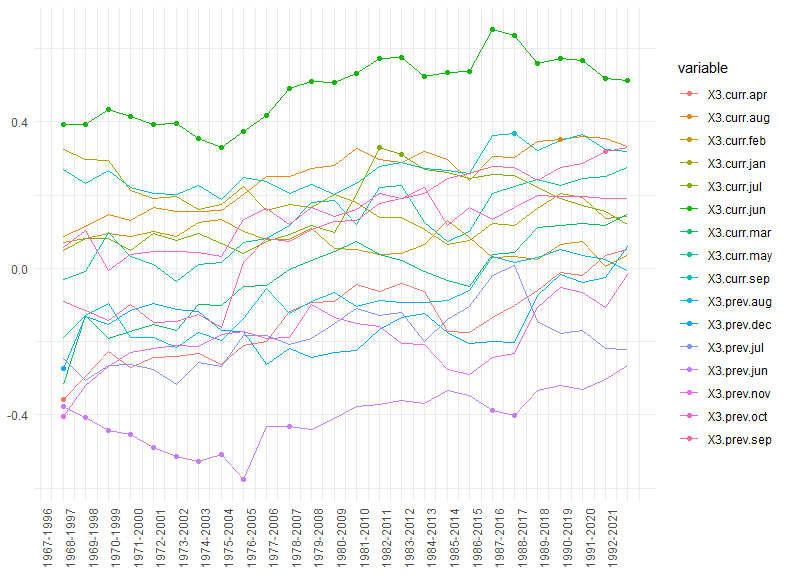 0.4
0.0
-0.4
1967-1996
1968-1997
1969-1998
1970-1999
1971-2000
1972-2001
1973-2002
1974-2003
1975-2004
1976-2005
1977-2006
1978-2007
1979-2008
1980-2009
1981-2010
1982-2011
1983-2012
1984-2013
1985-2014
1986-2015
1987-2016
1988-2017
1989-2018
1990-2019
1991-2020
1992-2021
variable
X3.curr.apr
X3.curr.aug
X3.curr.feb
X3.curr.jan
X3.curr.jul
X3.curr.jun
X3.curr.mar
X3.curr.may
X3.curr.sep
X3.prev.aug
X3.prev.dec
X3.prev.jul
X3.prev.jun
X3.prev.nov
X3.prev.oct
X3.prev.sep